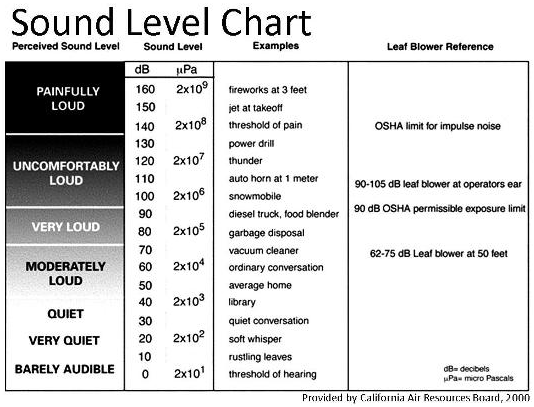 Sound Level Chart
Perceived Sound Level Sound Level Examples Leaf Blower Reference
dB µPa
PAINFULLY LOUD 160 2x10⁹ fireworks at 3 feet
150 jet at takeoff
140 2x10⁸ threshold of pain OSHA limit for impulse noise
130 power drill
UNCOMFORTABLY LOUD 120 2x10⁷ thunder
110 auto horn at 1 meter 90-105 dB leaf blower at operators ear
100 2x10⁶ snowmobile
90 diesel truck, food blender 90 dB OSHA permissible exposure limit
VERY LOUD 80 2x10⁵ garbage disposal
70 vacuum cleaner 62-75 dB Leaf blower at 50 feet
MODERATELY LOUD 60 2x10⁴ ordinary conversation
50 average home
40 2x10³ library
QUIET 30 quiet conversation
VERY QUIET 20 2x10² soft whisper
10 rustling leaves
BARELY AUDIBLE 0 2x10¹ threshold of hearing
dB= decibels
µPa= micro Pascals
Provided by California Air Resources Board, 2000